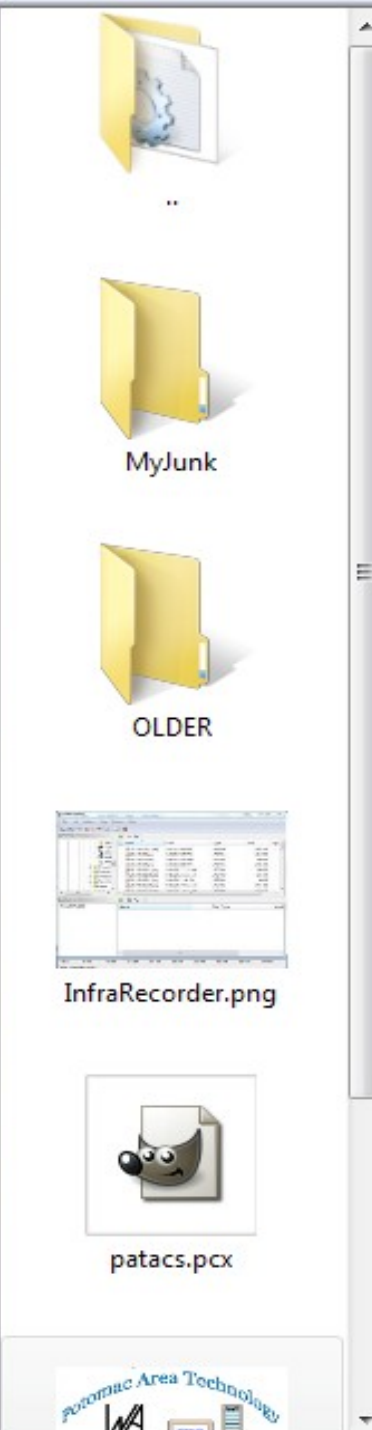 ..
MyJunk
OLDER
InfraRecorder.png
patacs.pcx
Potomac Area Technology